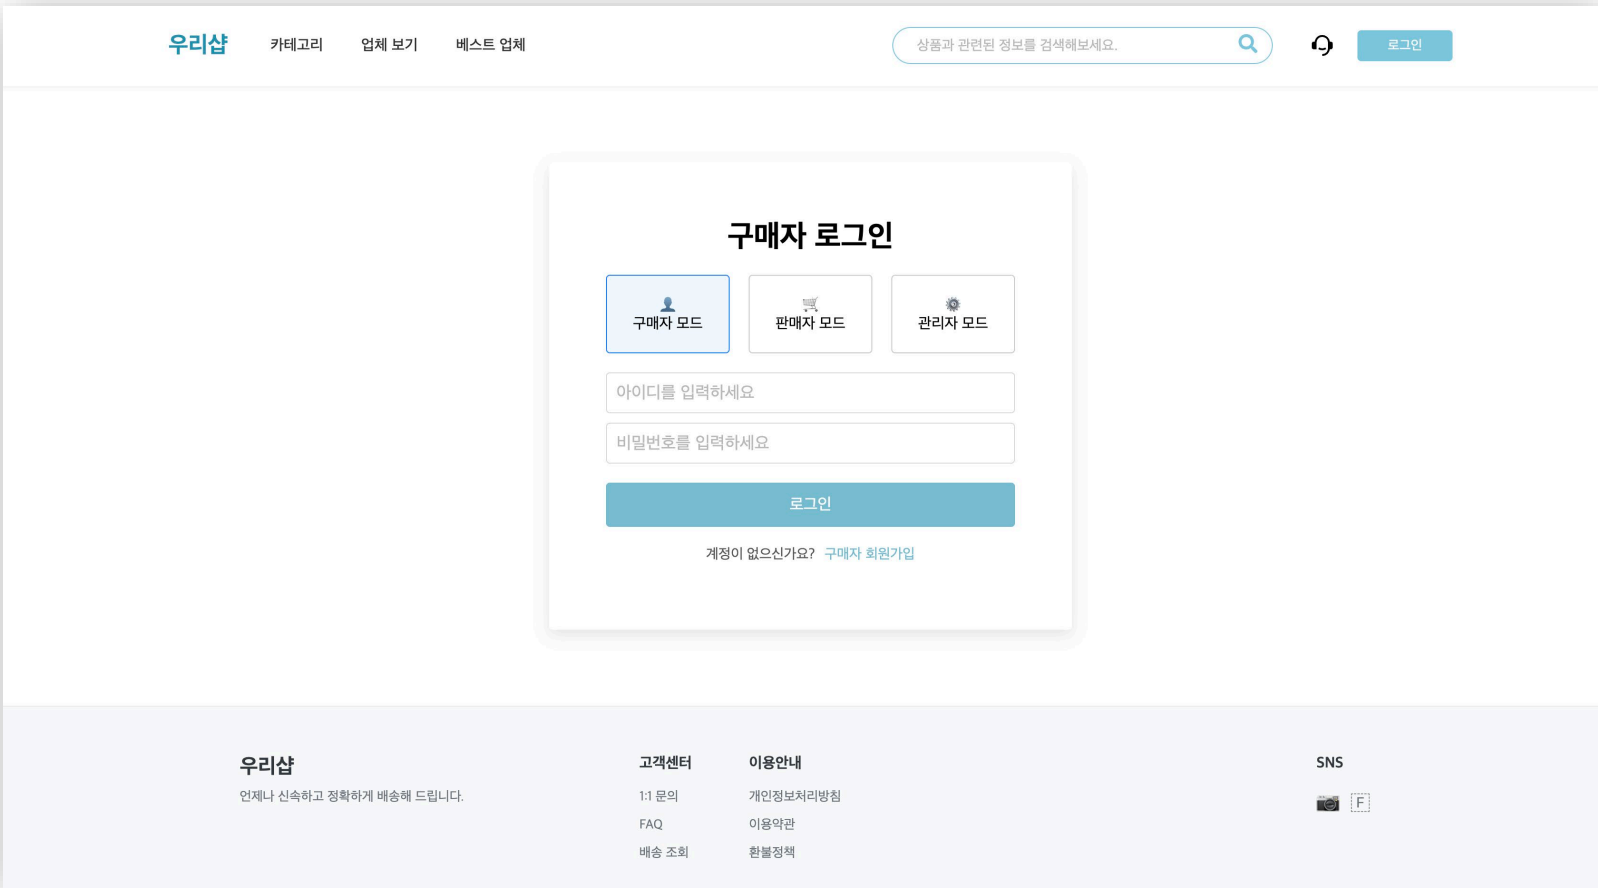 우리샵
카테고리
업체 보기
베스트 업체
상품과 관련된 정보를 검색해보세요.
로그인
구매자 로그인
구매자 모드
판매자 모드
관리자 모드
아이디를 입력하세요
비밀번호를 입력하세요
로그인
계정이 없으신가요? 구매자 회원가입
우리샵
언제나 신속하고 정확하게 배송해 드립니다.
고객센터
1:1 문의
FAQ
배송 조회
이용안내
개인정보처리방침
이용약관
환불정책
SNS
F